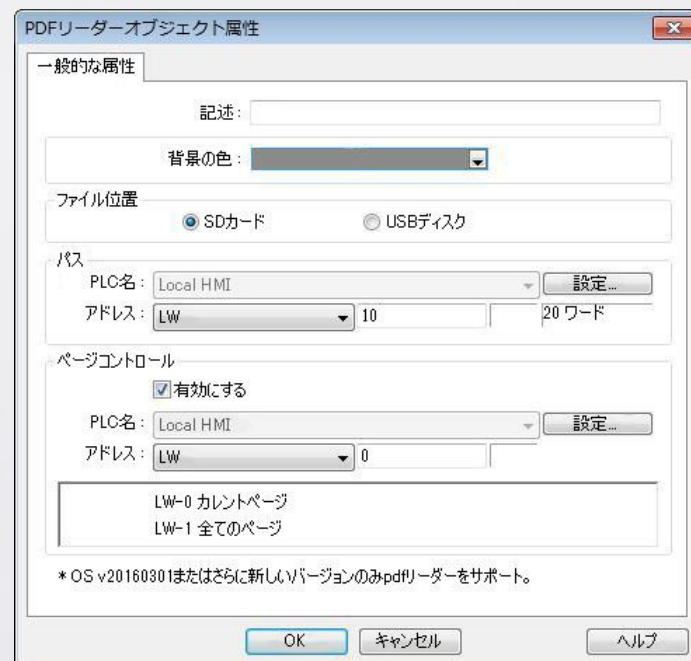 PDFリーダーオブジェクト属性
一般的な属性
記述:
背景の色:
ファイル位置
SDカード USBディスク
パス
PLC名: Local HMI 設定...
アドレス: LW 10 20 ワード
ページコントロール
有効にする
PLC名: Local HMI 設定...
アドレス: LW 0
LW-0 カレントページ
LW-1 全てのページ
* OS v20160301またはさらに新しいバージョンのみpdfリーダーをサポート。
OK キャンセル ヘルプ